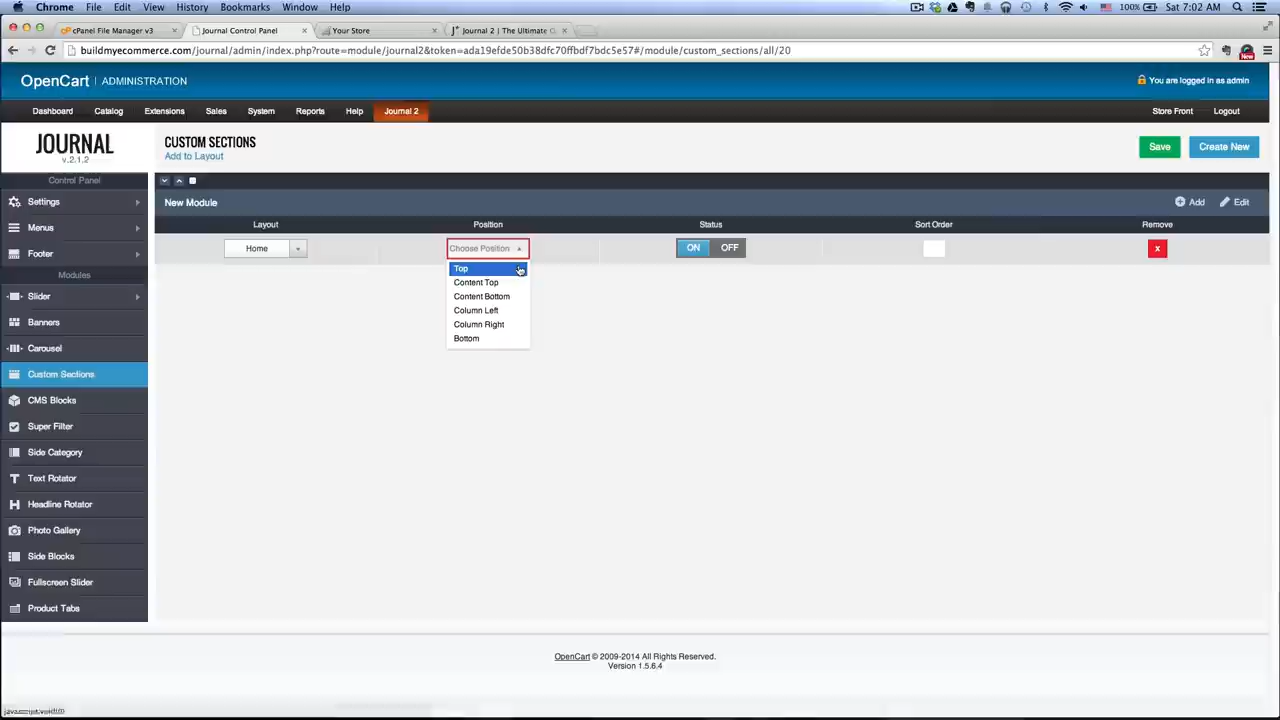 Chrome File Edit View History Bookmarks Window Help 100% Sat 7:02 AM
cPanel File Manager v3 Journal Control Panel Your Store Journal 2 | The Ultimate O
buildmyecommerce.com/journal/admin/index.php?route=module/journal2&token=ada19efde50b38dfc70ffbdf7bdc5e57#/module/custom_sections/all/20
New
OpenCart | ADMINISTRATION You are logged in as admin
Dashboard Catalog Extensions Sales System Reports Help Journal 2 Store Front Logout
JOURNAL
v.2.1.2
CUSTOM SECTIONS
Add to Layout
Save Create New
Control Panel
Settings
Menus
Footer
Modules
Slider
Banners
Carousel
Custom Sections
CMS Blocks
Super Filter
Side Category
Text Rotator
Headline Rotator
Photo Gallery
Side Blocks
Fullscreen Slider
Product Tabs
New Module Add Edit
Layout Position Status Sort Order Remove
Home Choose Position ON OFF x
Top
Content Top
Content Bottom
Column Left
Column Right
Bottom
OpenCart © 2009-2014 All Rights Reserved.
Version 1.5.6.4